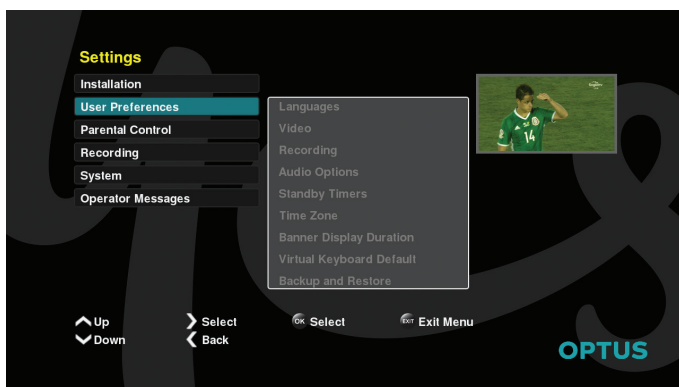 Settings
Installation
User Preferences
Parental Control
Recording
System
Operator Messages
Languages
Video
Recording
Audio Options
Standby Timers
Time Zone
Banner Display Duration
Virtual Keyboard Default
Backup and Restore
14
Up Select OK Select EXIT Exit Menu
Down Back
OPTUS